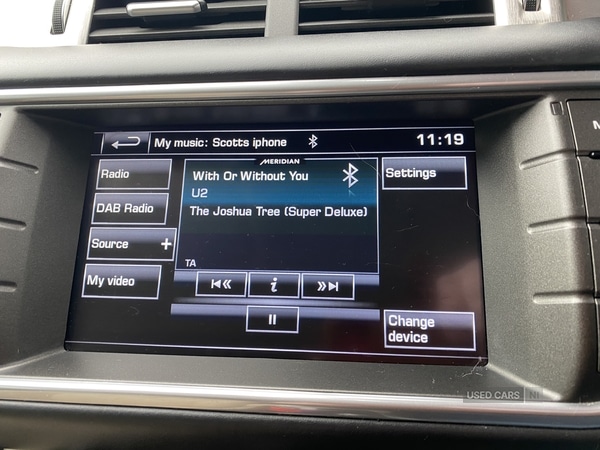 My music: Scotts iphone
11:19
MERIDIAN
Radio
With Or Without You
Settings
U2
DAB Radio
The Joshua Tree (Super Deluxe)
Source +
TA
My video
i
Change
device
M
USED CARS NI